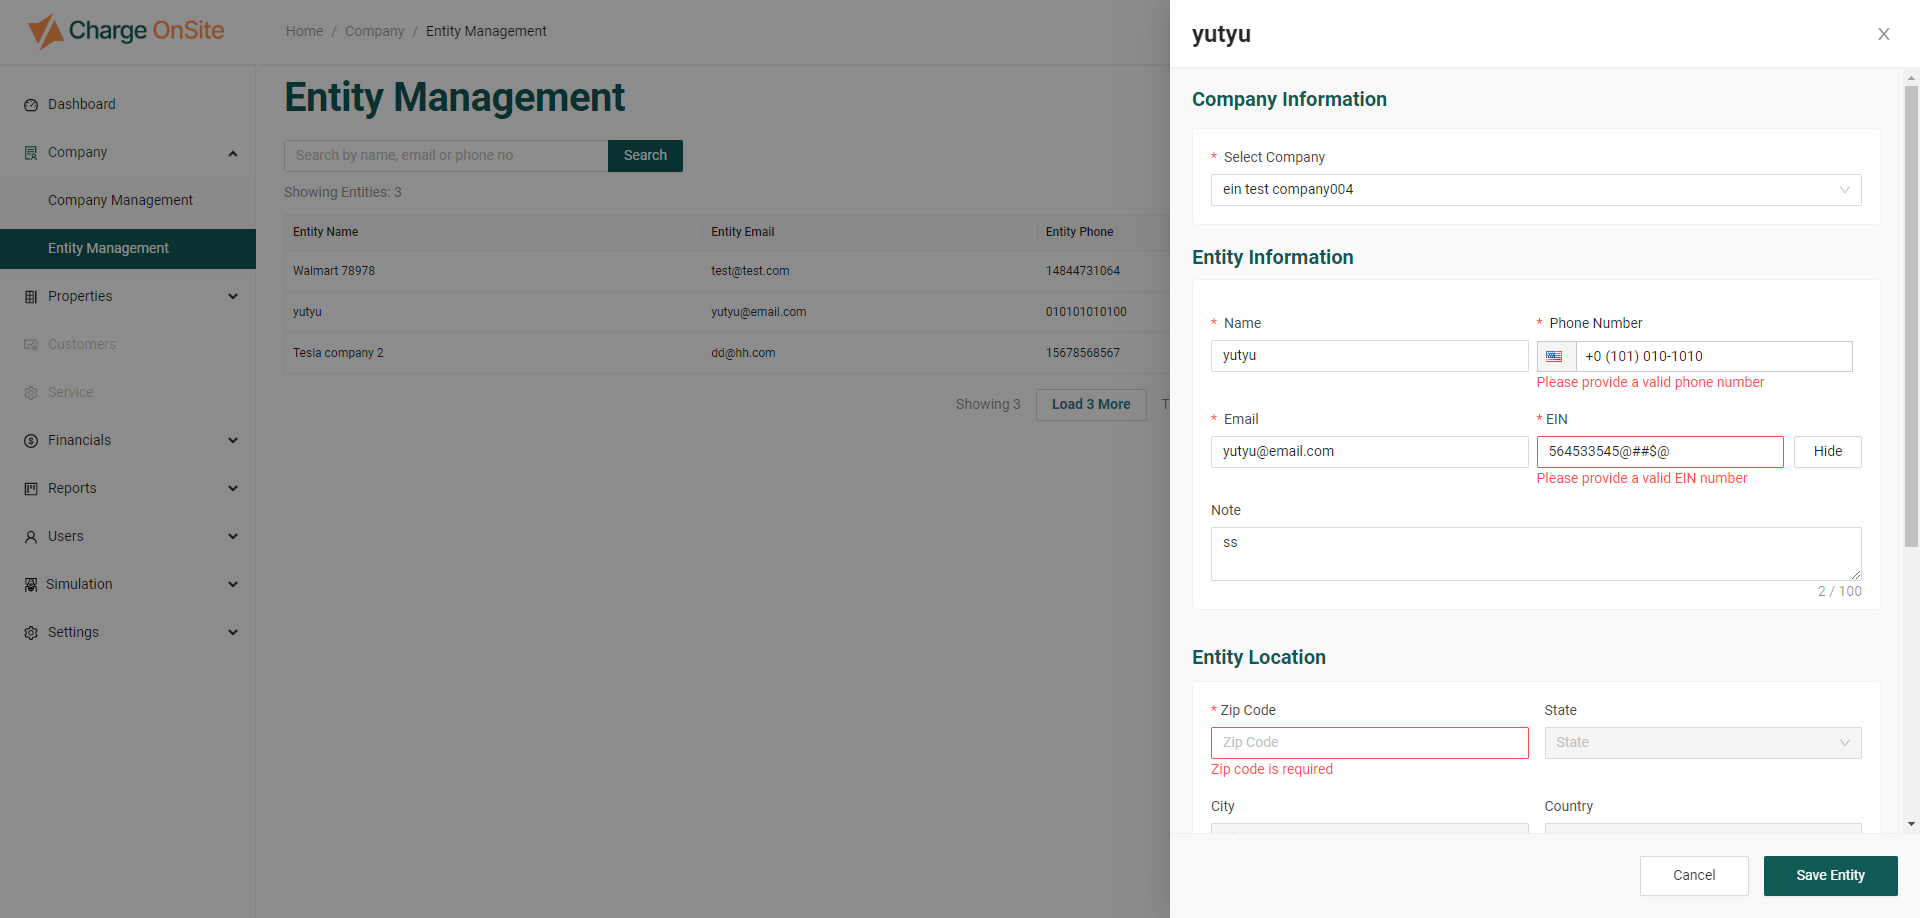 Charge OnSite
Home / Company / Entity Management
Dashboard
Company
Company Management
Entity Management
Properties
Customers
Service
Financials
Reports
Users
Simulation
Settings
Entity Management
Search by name, email or phone no
Search
Showing Entities: 3
Entity Name Entity Email Entity Phone
Walmart 78978 test@test.com 14844731064
yutyu yutyu@email.com 010101010100
Tesla company 2 dd@hh.com 15678568567
Showing 3 Load 3 More T
yutyu
X
Company Information
* Select Company
ein test company004
Entity Information
* Name * Phone Number
yutyu +0 (101) 010-1010
Please provide a valid phone number
* Email * EIN
yutyu@email.com 564533545@##$@ Hide
Please provide a valid EIN number
Note
ss
2 / 100
Entity Location
* Zip Code State
Zip Code State
Zip code is required
City Country
Cancel Save Entity